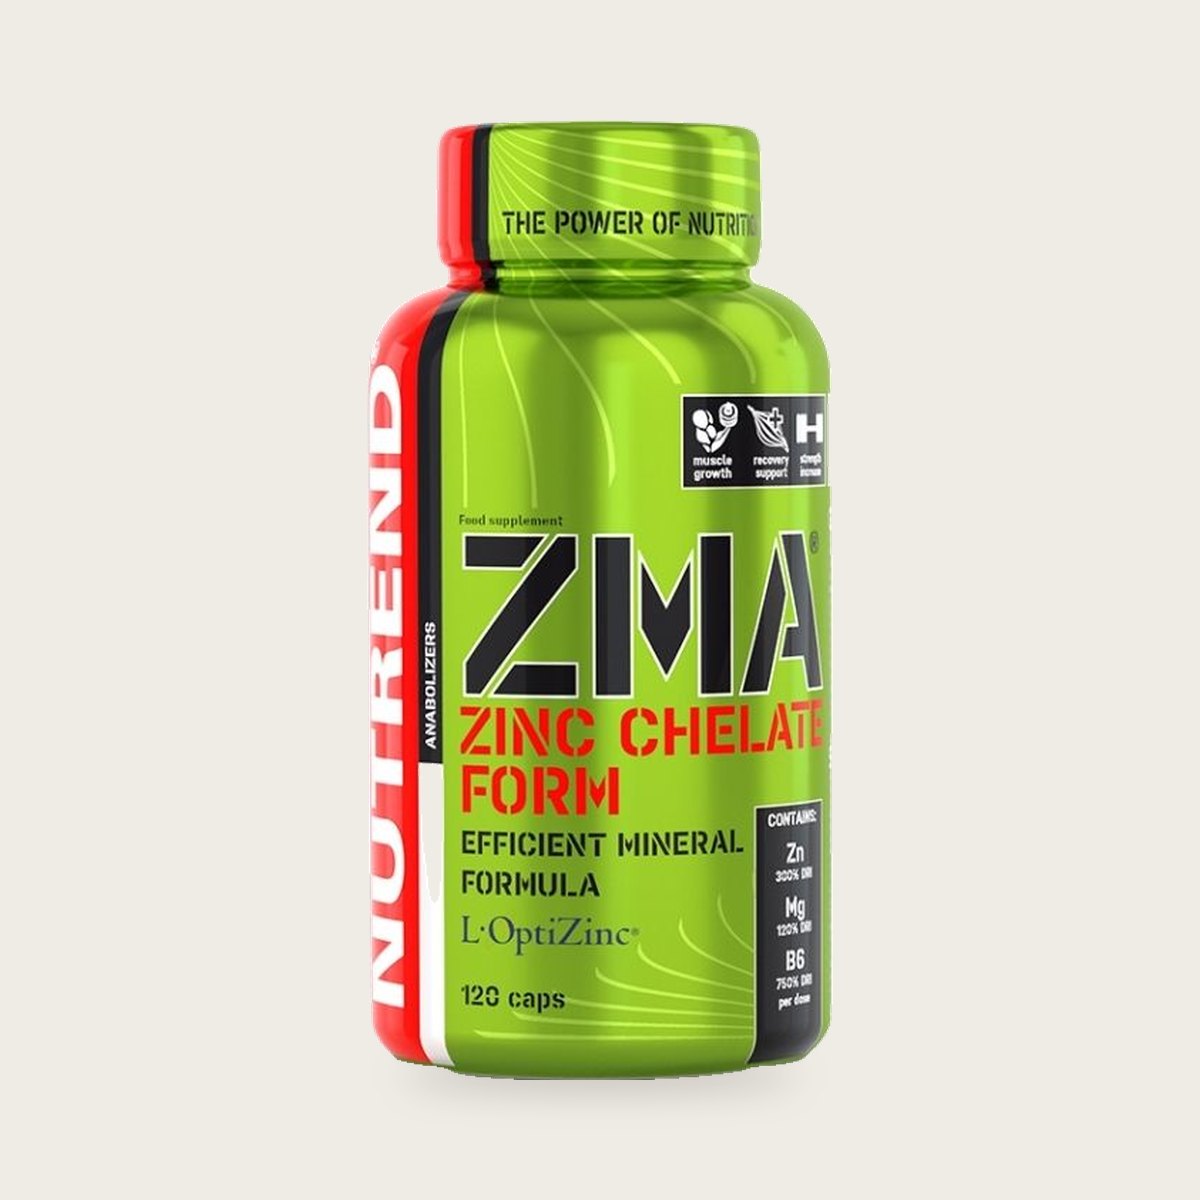 THE POWER OF NUTRITIO
NUTREND
ANABOLIZERS
muscle
growth
recovery
support
H
strength
increase
Food supplement
ZMA®
ZINC CHELATE
FORM
EFFICIENT MINERAL
FORMULA
L·OptiZinc®
120 caps
CONTAINS:
Zn
300% DRI
Mg
120% DRI
B6
750% DRI
per dose